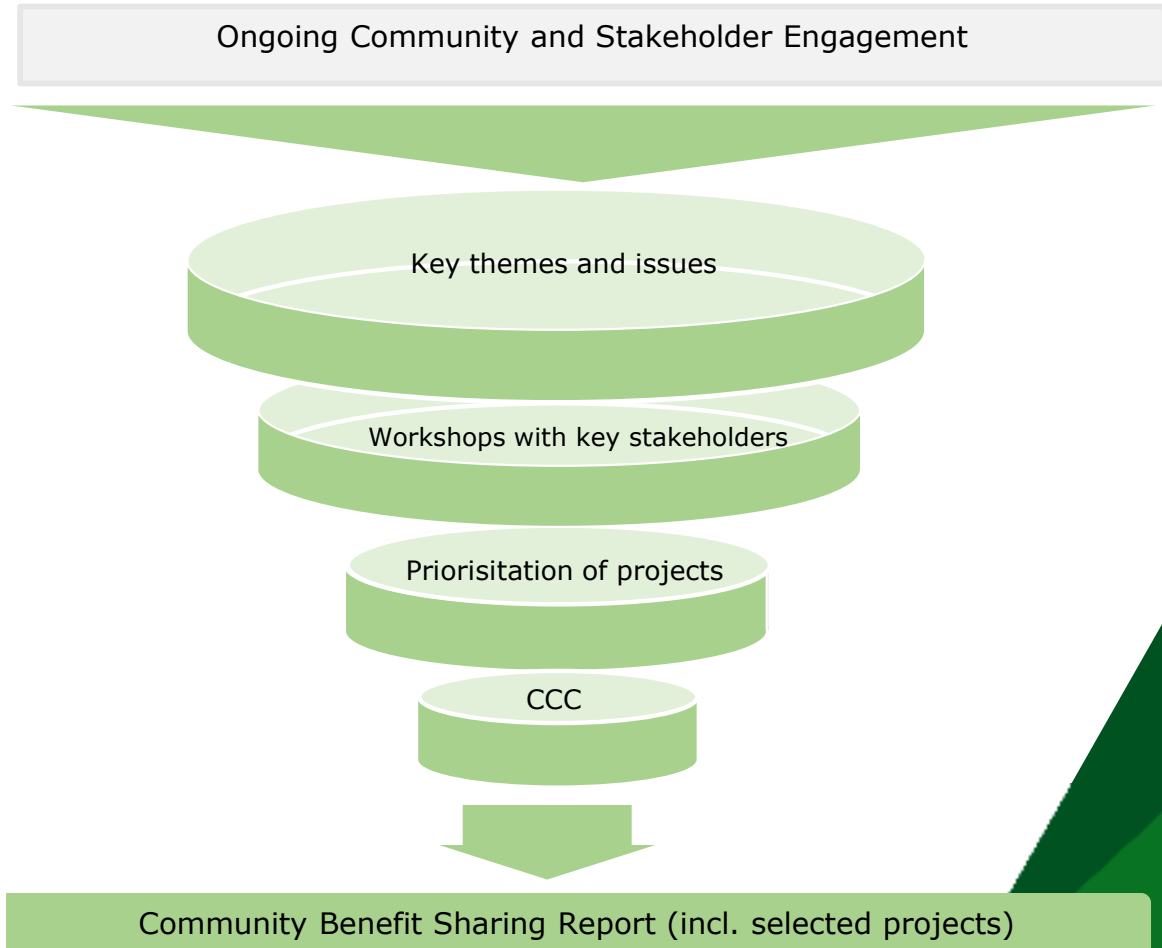 Ongoing Community and Stakeholder Engagement
Key themes and issues
Workshops with key stakeholders
Priorisitation of projects
CCC
Community Benefit Sharing Report (incl. selected projects)